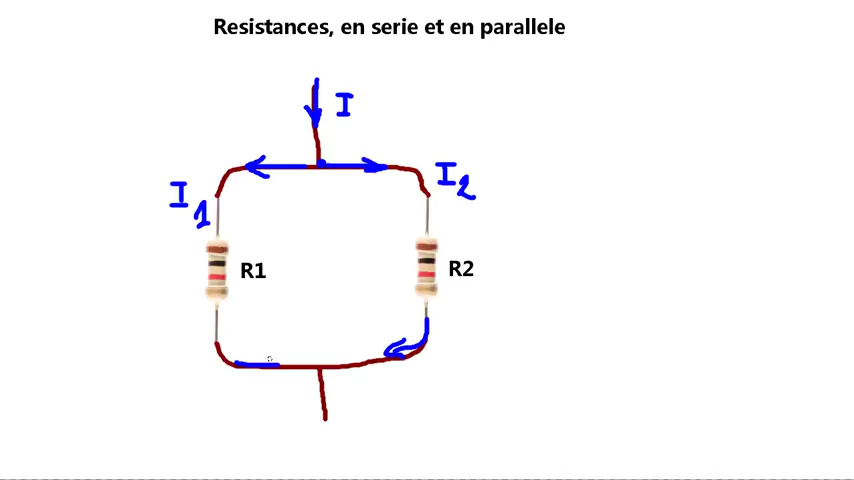 Resistances, en serie et en parallele
I
I1
I2
R1
R2